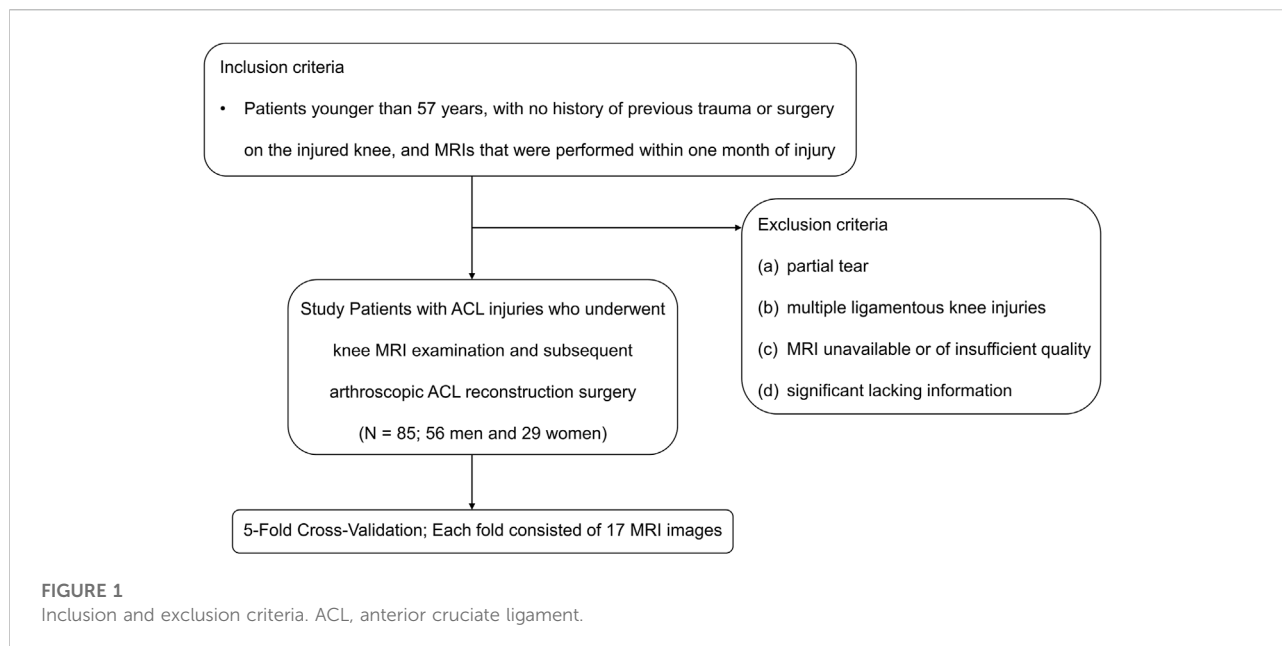 Inclusion criteria
• Patients younger than 57 years, with no history of previous trauma or surgery
on the injured knee, and MRIs that were performed within one month of injury
Exclusion criteria
(a) partial tear
(b) multiple ligamentous knee injuries
(c) MRI unavailable or of insufficient quality
(d) significant lacking information
Study Patients with ACL injuries who underwent
knee MRI examination and subsequent
arthroscopic ACL reconstruction surgery
(N = 85; 56 men and 29 women)
5-Fold Cross-Validation; Each fold consisted of 17 MRI images
FIGURE 1
Inclusion and exclusion criteria. ACL, anterior cruciate ligament.